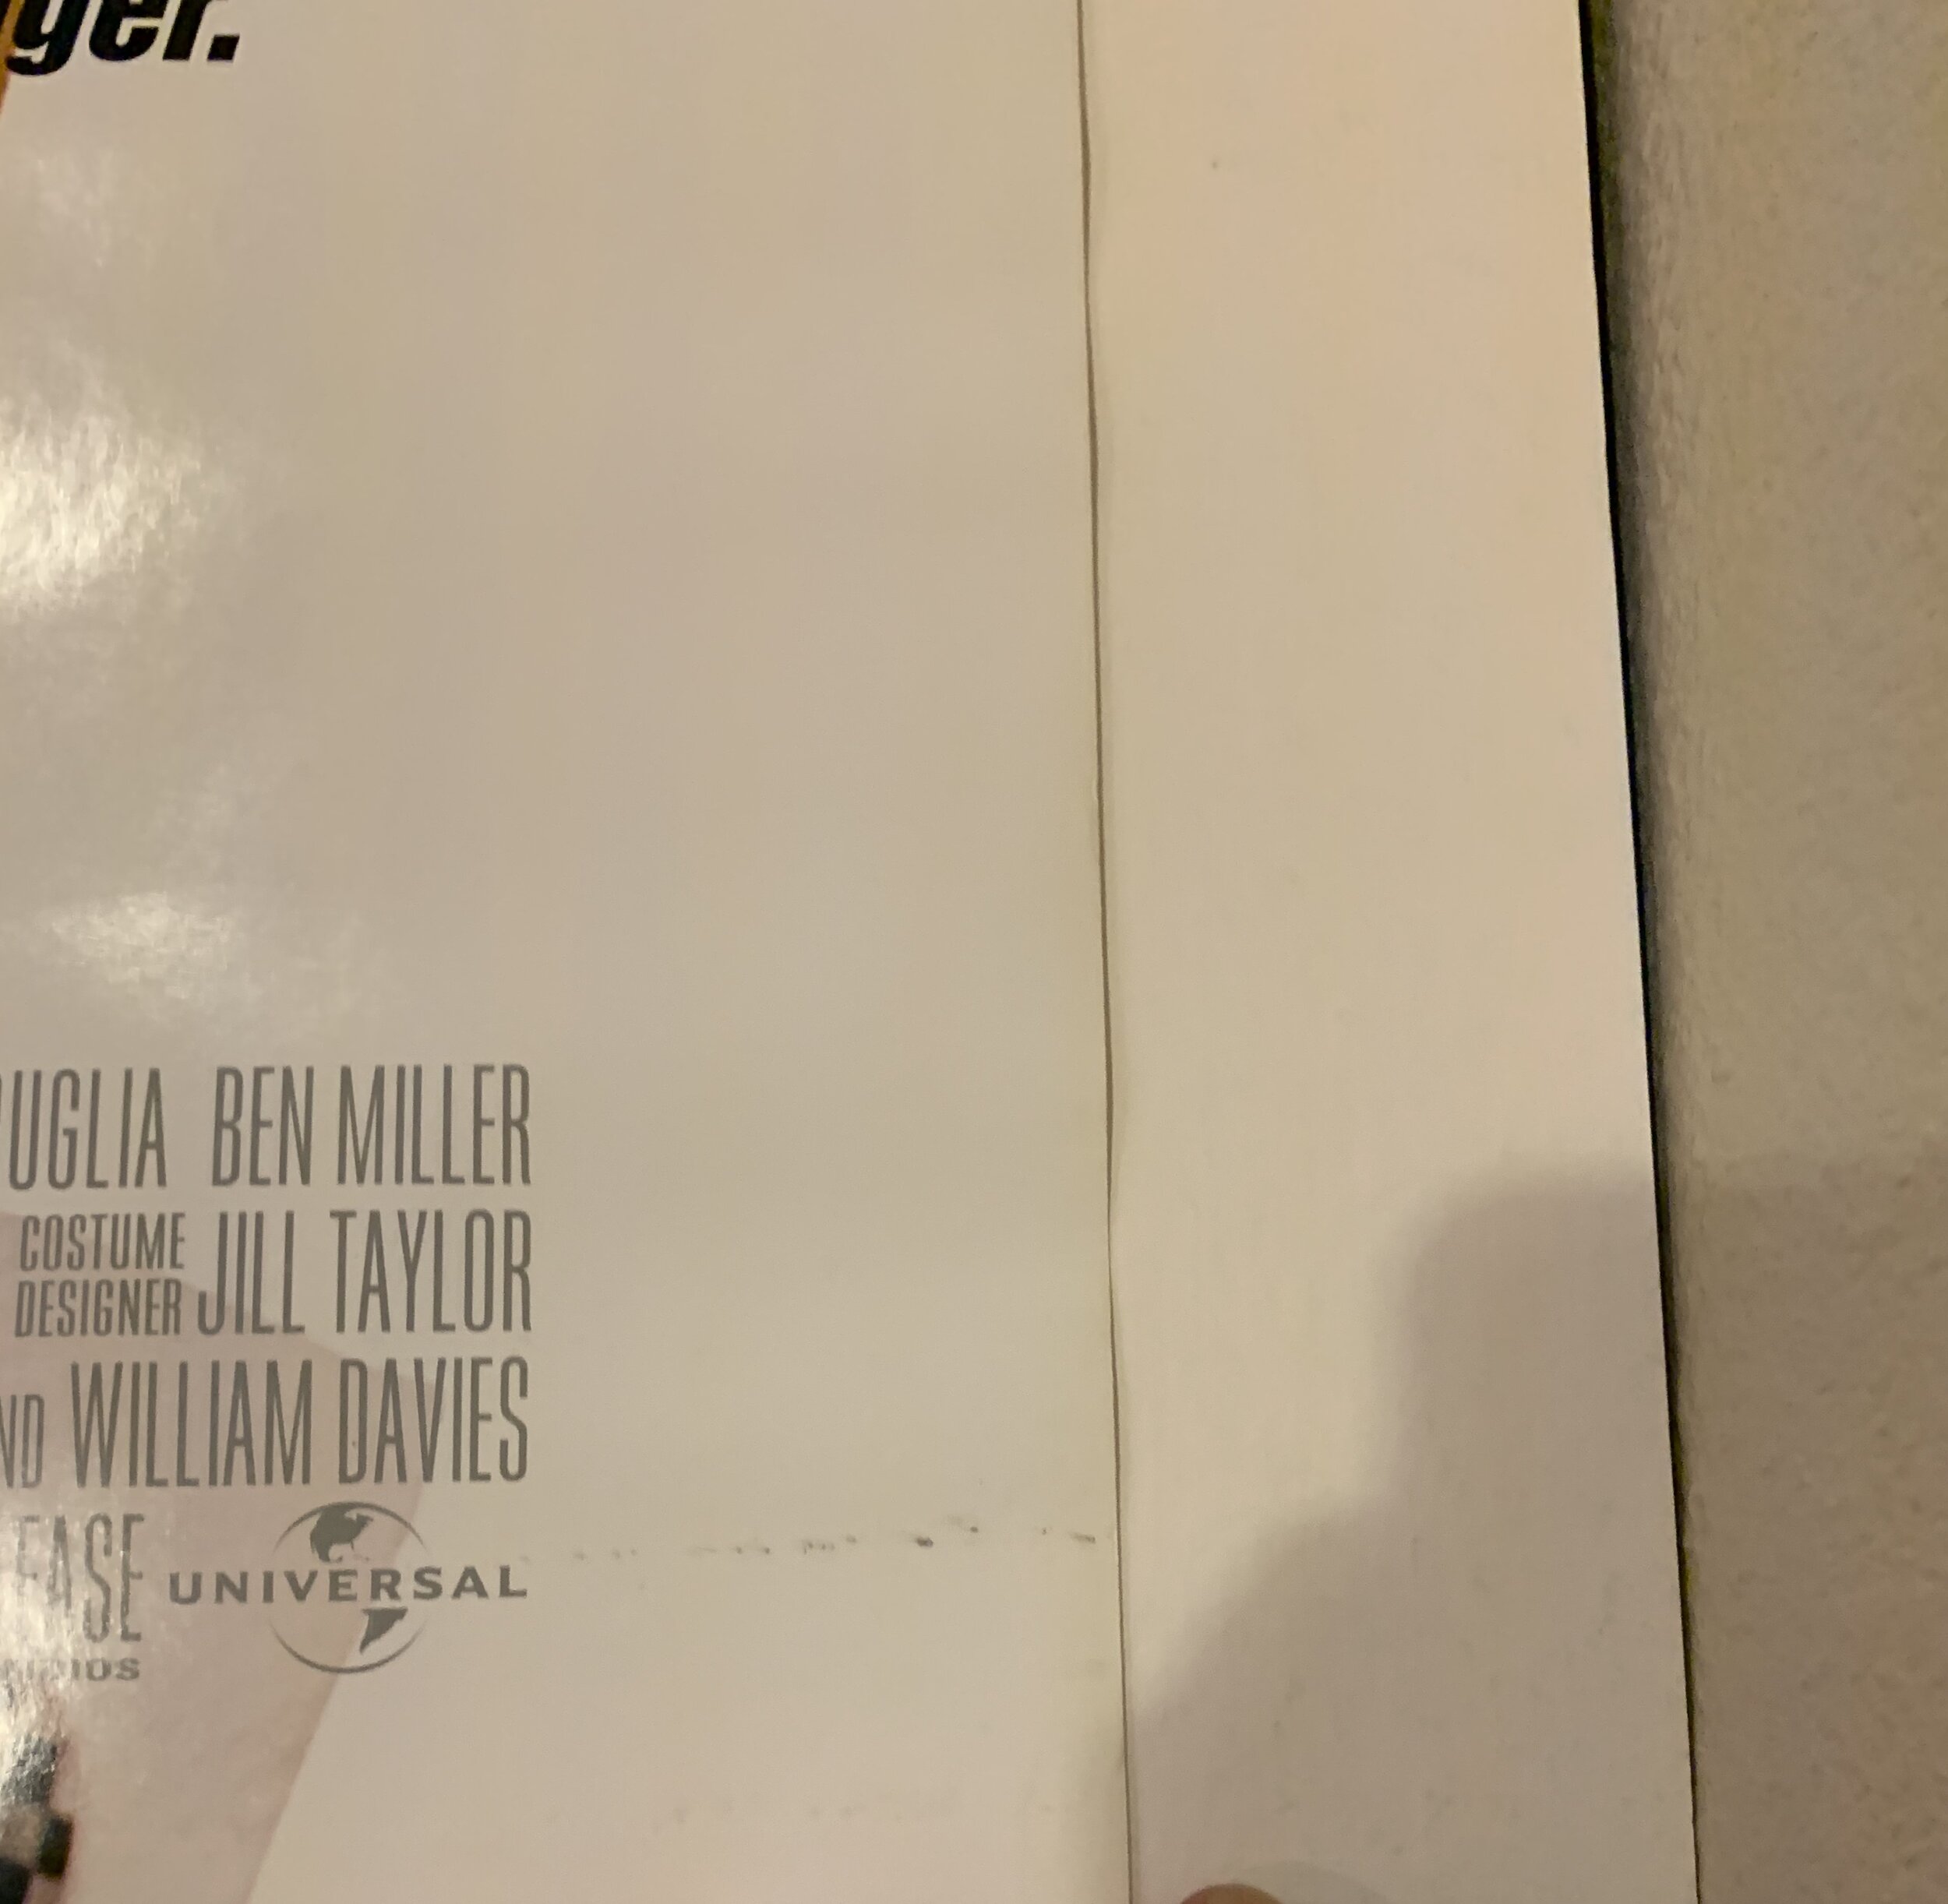 ger.
UGLIA BEN MILLER
COSTUME
DESIGNER JILL TAYLOR
ND WILLIAM DAVIES
EASE UNIVERSAL